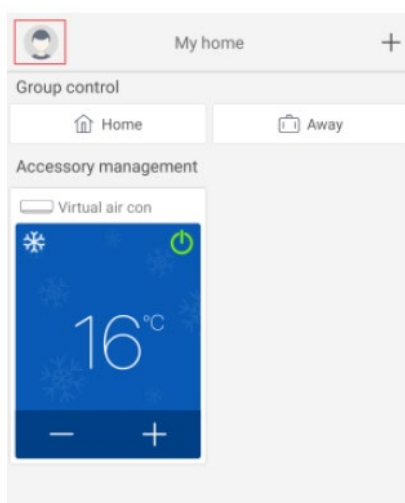 My home +
Group control
Home Away
Accessory management
Virtual air con
16°C
− +